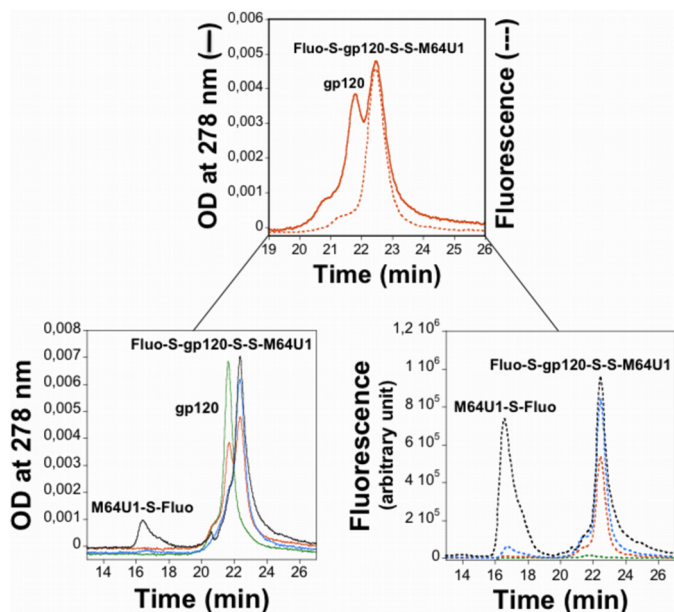 OD at 278 nm (—)
0,006
0,005
0,004
0,003
0,002
0,001
0
Fluo-S-gp120-S-S-M64U1
gp120
19 20 21 22 23 24 25 26
Time (min)
Fluorescence (---)
OD at 278 nm
0,008
0,007
0,006
0,005
0,004
0,003
0,002
0,001
0
Fluo-S-gp120-S-S-M64U1
gp120
M64U1-S-Fluo
14 16 18 20 22 24 26
Time (min)
Fluorescence
(arbitrary unit)
1,2 10⁶
1 10⁶
8 10⁵
6 10⁵
4 10⁵
2 10⁵
0
Fluo-S-gp120-S-S-M64U1
M64U1-S-Fluo
14 16 18 20 22 24 26
Time (min)